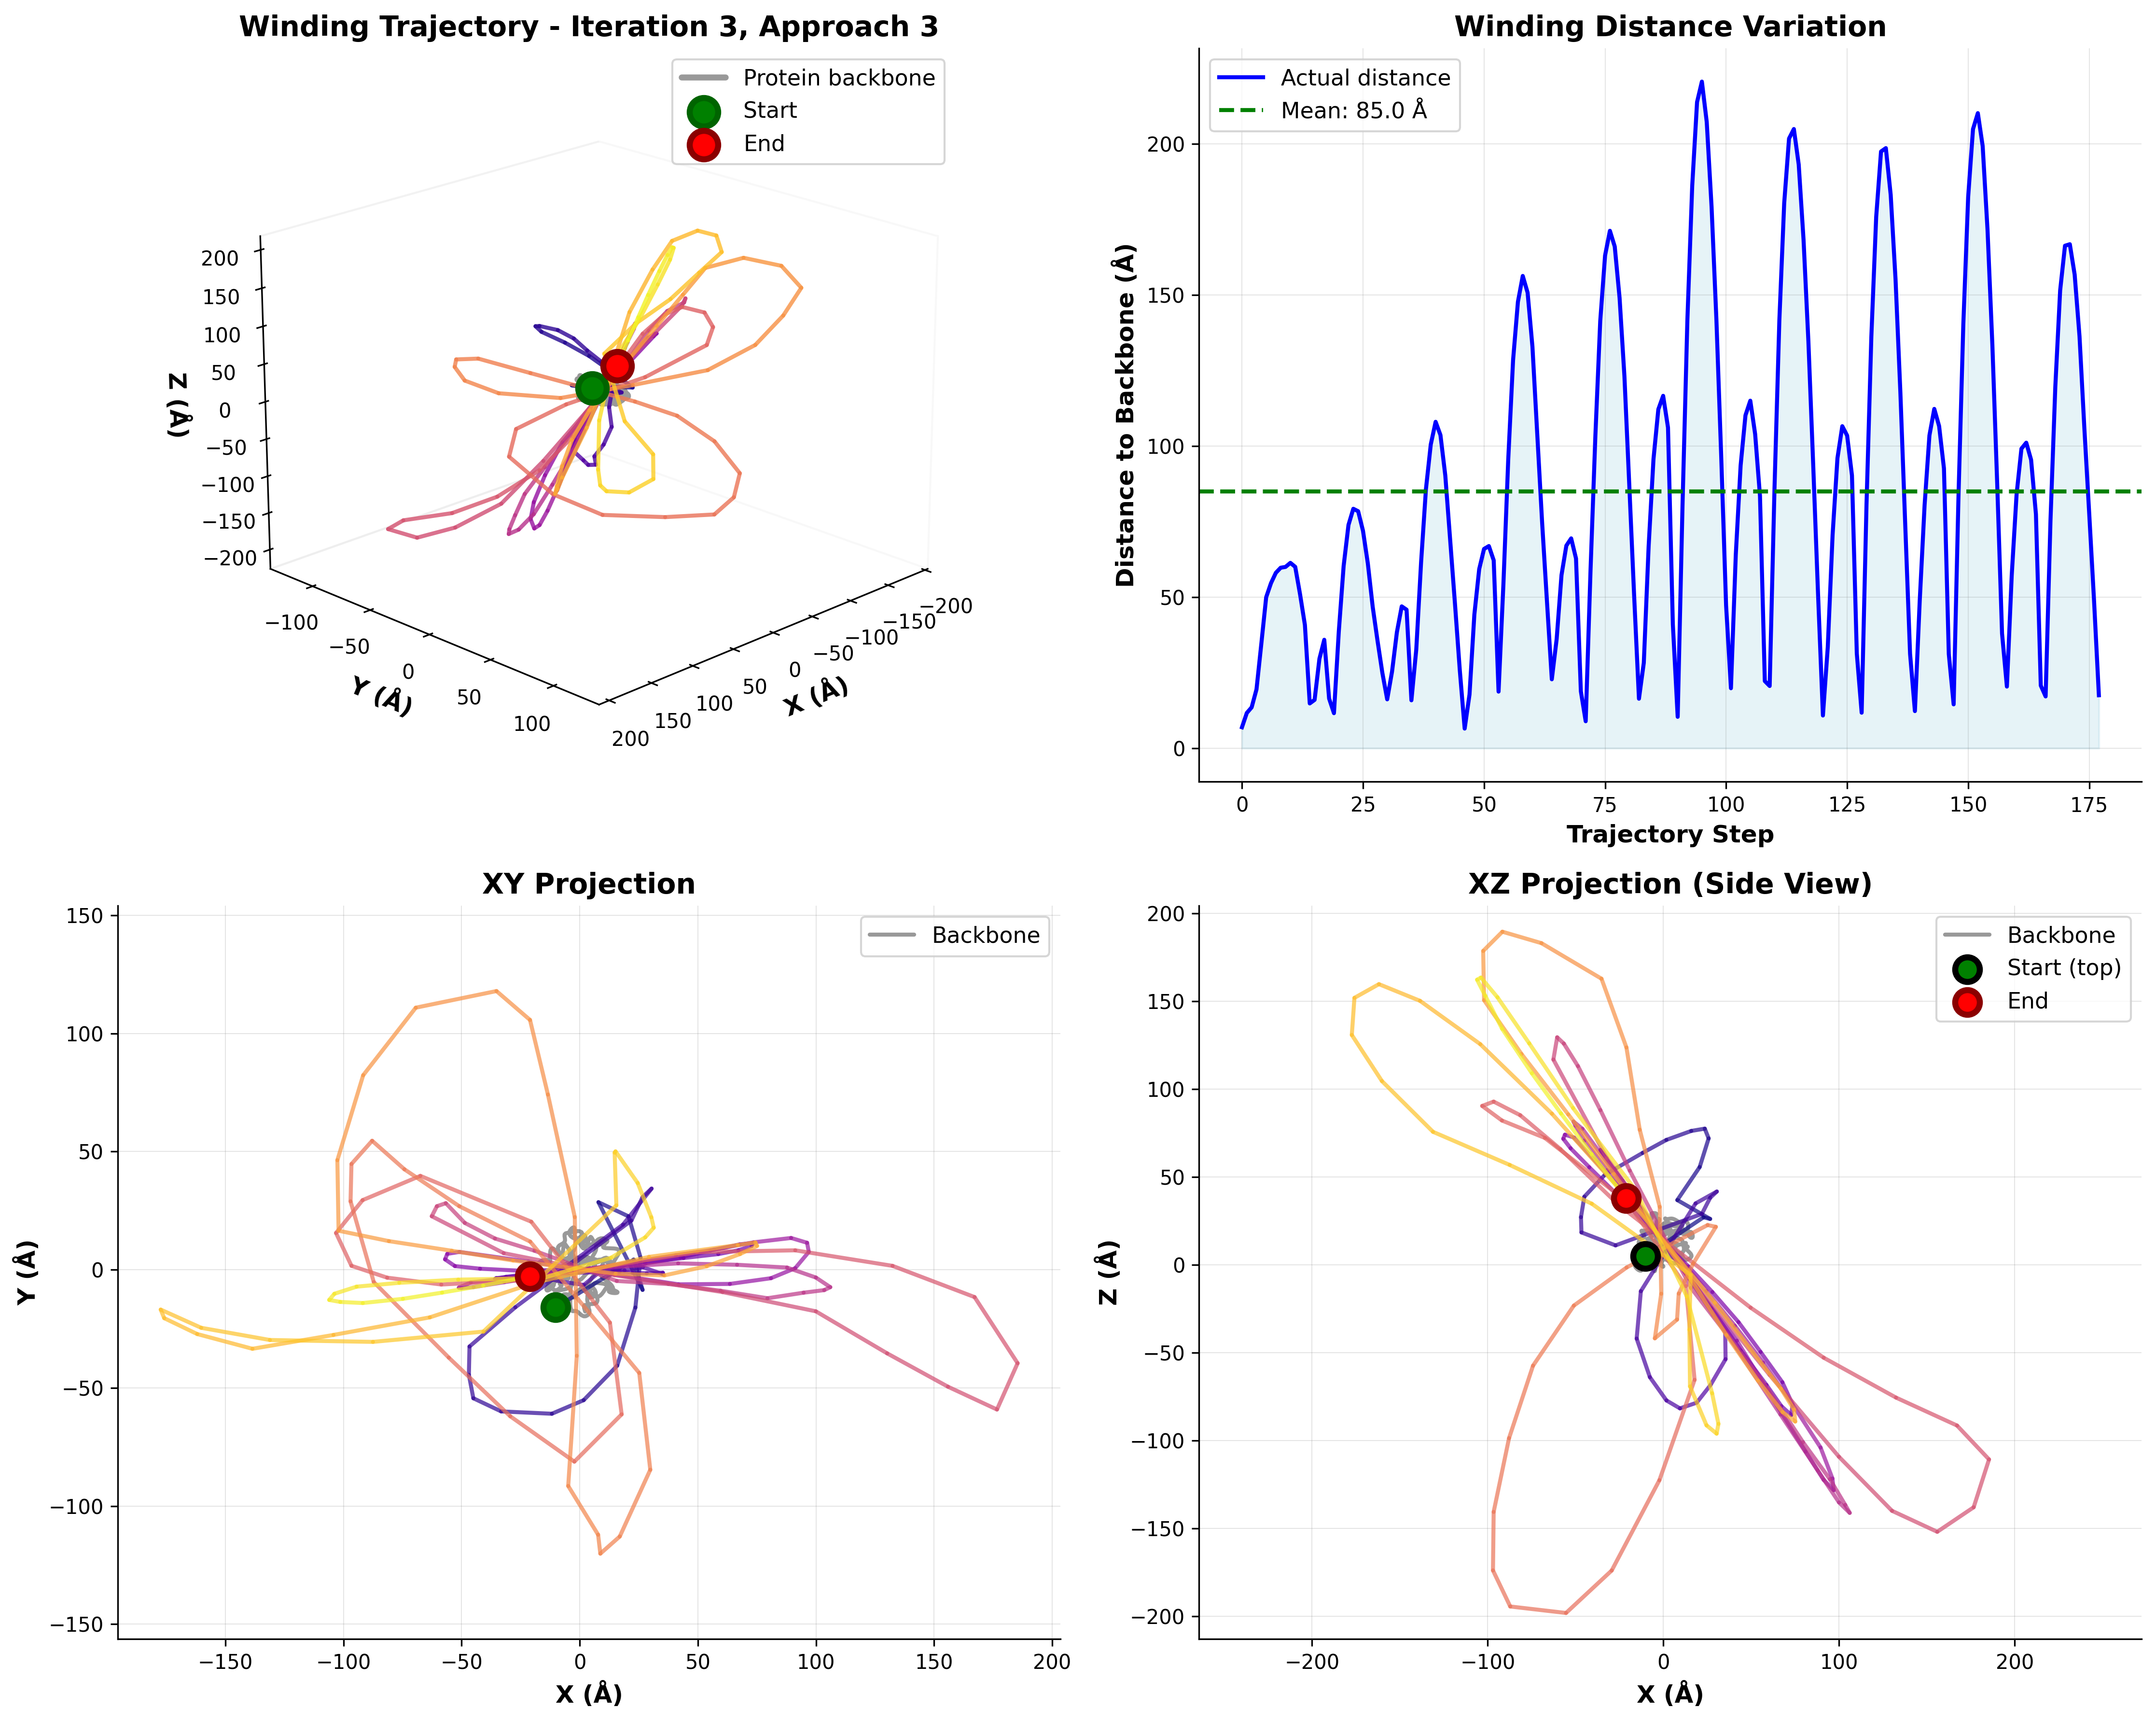 Winding Trajectory - Iteration 3, Approach 3
Protein backbone
Start
End
200
150
100
50
0
−50
−100
−150
−200
Z (Å)
−100
−50
0
50
100
Y (Å)
200
150
100
50
0
−50
−100
−150
−200
X (Å)
Winding Distance Variation
Actual distance
Mean: 85.0 Å
200
150
100
50
0
Distance to Backbone (Å)
0 25 50 75 100 125 150 175
Trajectory Step
XY Projection
Backbone
150
100
50
0
−50
−100
−150
Y (Å)
−150 −100 −50 0 50 100 150 200
X (Å)
XZ Projection (Side View)
Backbone
Start (top)
End
200
150
100
50
0
−50
−100
−150
−200
Z (Å)
−200 −100 0 100 200
X (Å)